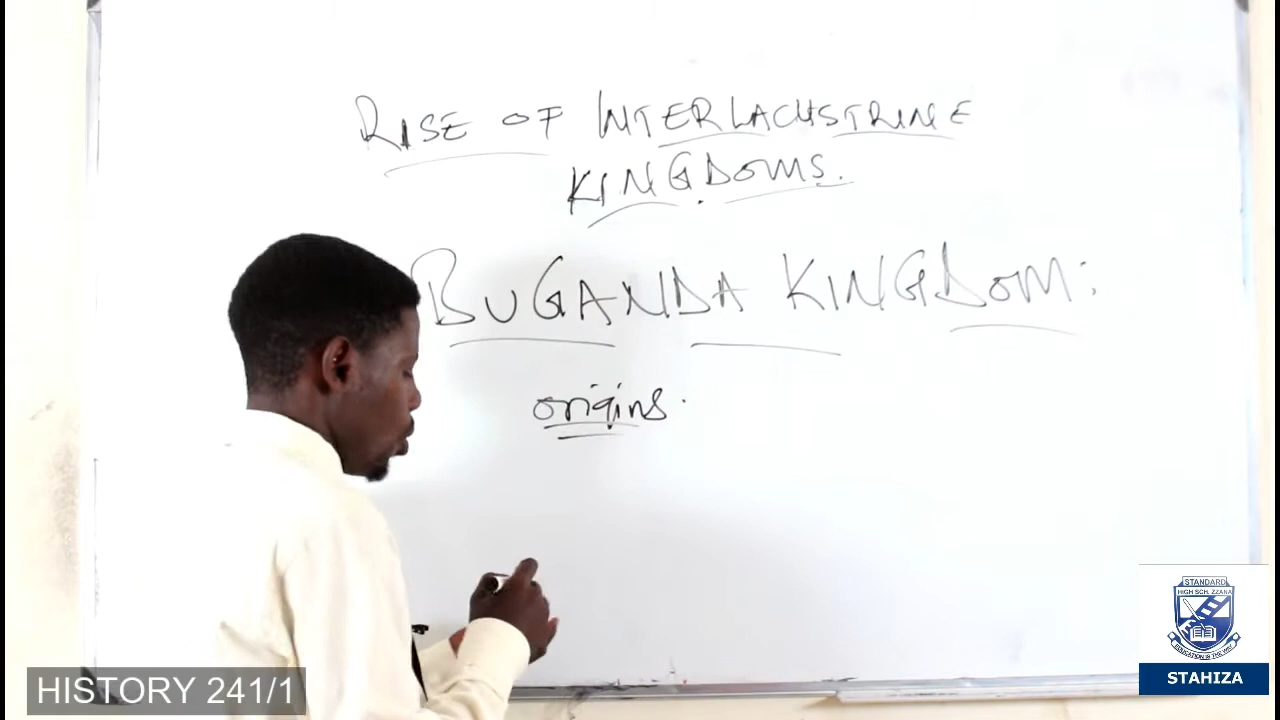 RISE OF INTERLACUSTRINE
KINGDOMS.
BUGANDA KINGDOM:
origins.
STANDARD
HIGH SCH. ZZANA
STAHIZA
HISTORY 241/1